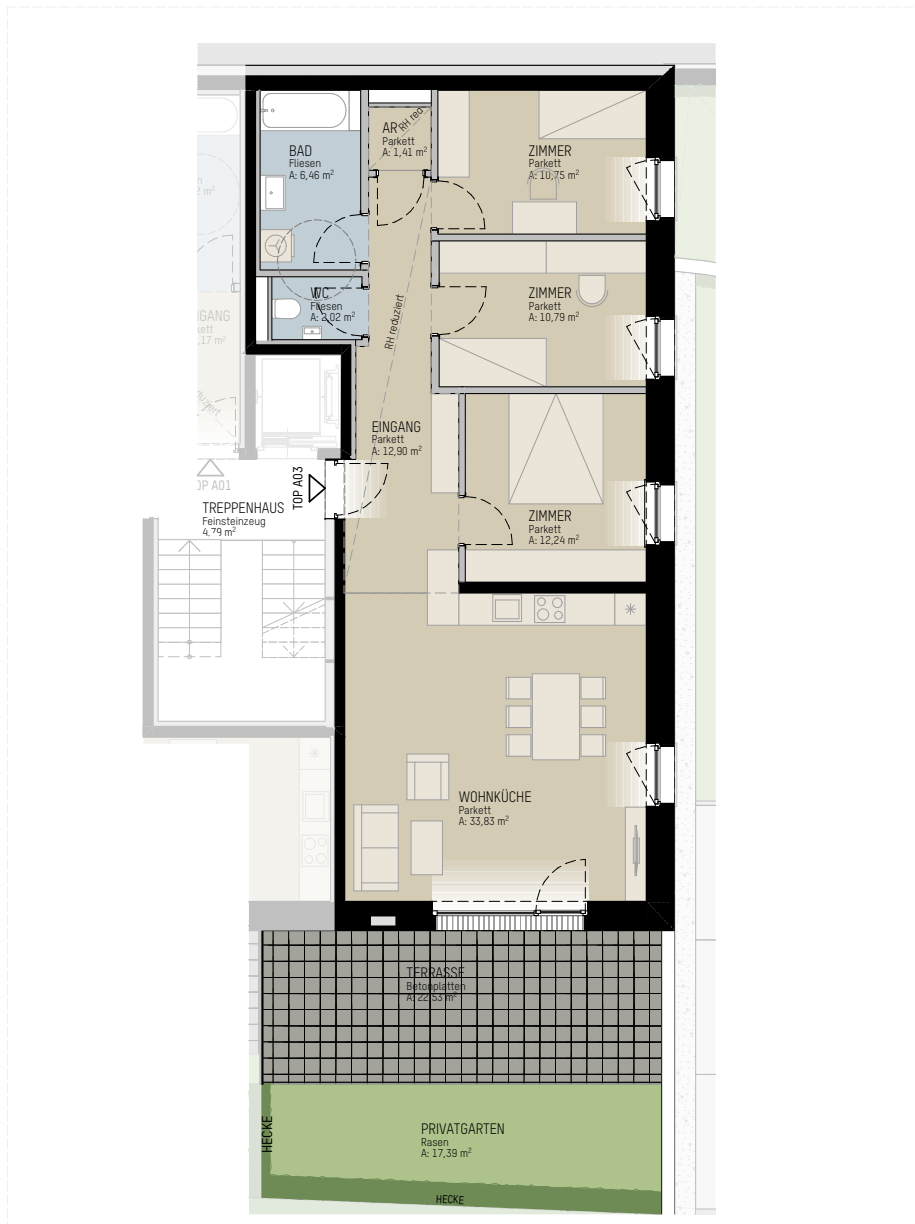 BAD
Fliesen
A: 6,46 m²
AR
Parkett
A: 1,41 m²
RH red
ZIMMER
Parkett
A: 10,75 m²
WC
Fliesen
A: 2,02 m²
ZIMMER
Parkett
A: 10,79 m²
RH reduziert
EINGANG
Parkett
A: 12,90 m²
TOP A01
TOP A03
TREPPENHAUS
Feinsteinzeug
4,79 m²
ZIMMER
Parkett
A: 12,24 m²
WOHNKÜCHE
Parkett
A: 33,83 m²
TERRASSE
Betonplatten
A: 22,53 m²
PRIVATGARTEN
Rasen
A: 17,39 m²
HECKE
HECKE